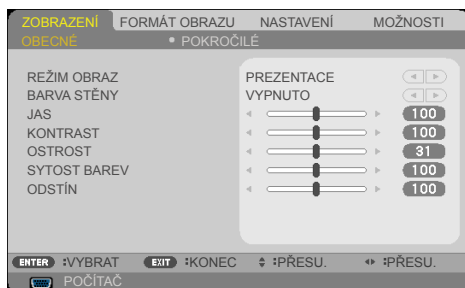 ZOBRAZENÍ FORMÁT OBRAZU NASTAVENÍ MOŽNOSTI
OBECNÉ • POKROČILÉ
REŽIM OBRAZ PREZENTACE
BARVA STĚNY VYPNUTO
JAS 100
KONTRAST 100
OSTROST 31
SYTOST BAREV 100
ODSTÍN 100
ENTER :VYBRAT EXIT :KONEC :PŘESU. :PŘESU.
POČÍTAČ